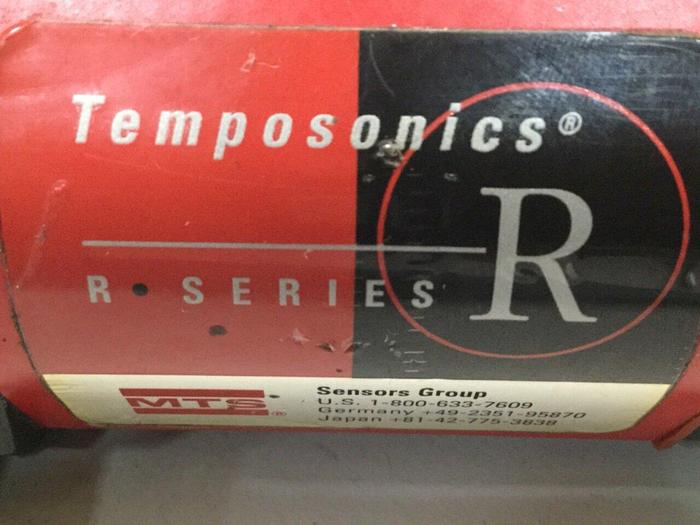 Temposonics®
R
R • SERIES
MTS®
Sensors Group
U.S. 1-800-633-7609
Germany +49-2351-95870
Japan +81-42-775-3838